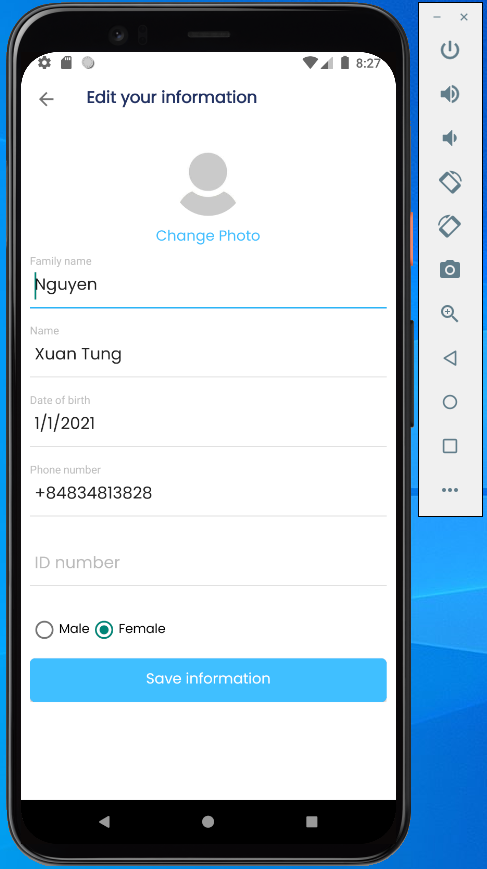 8:27
Edit your information
Change Photo
Family name
Nguyen
Name
Xuan Tung
Date of birth
1/1/2021
Phone number
+84834813828
ID number
Male Female
Save information